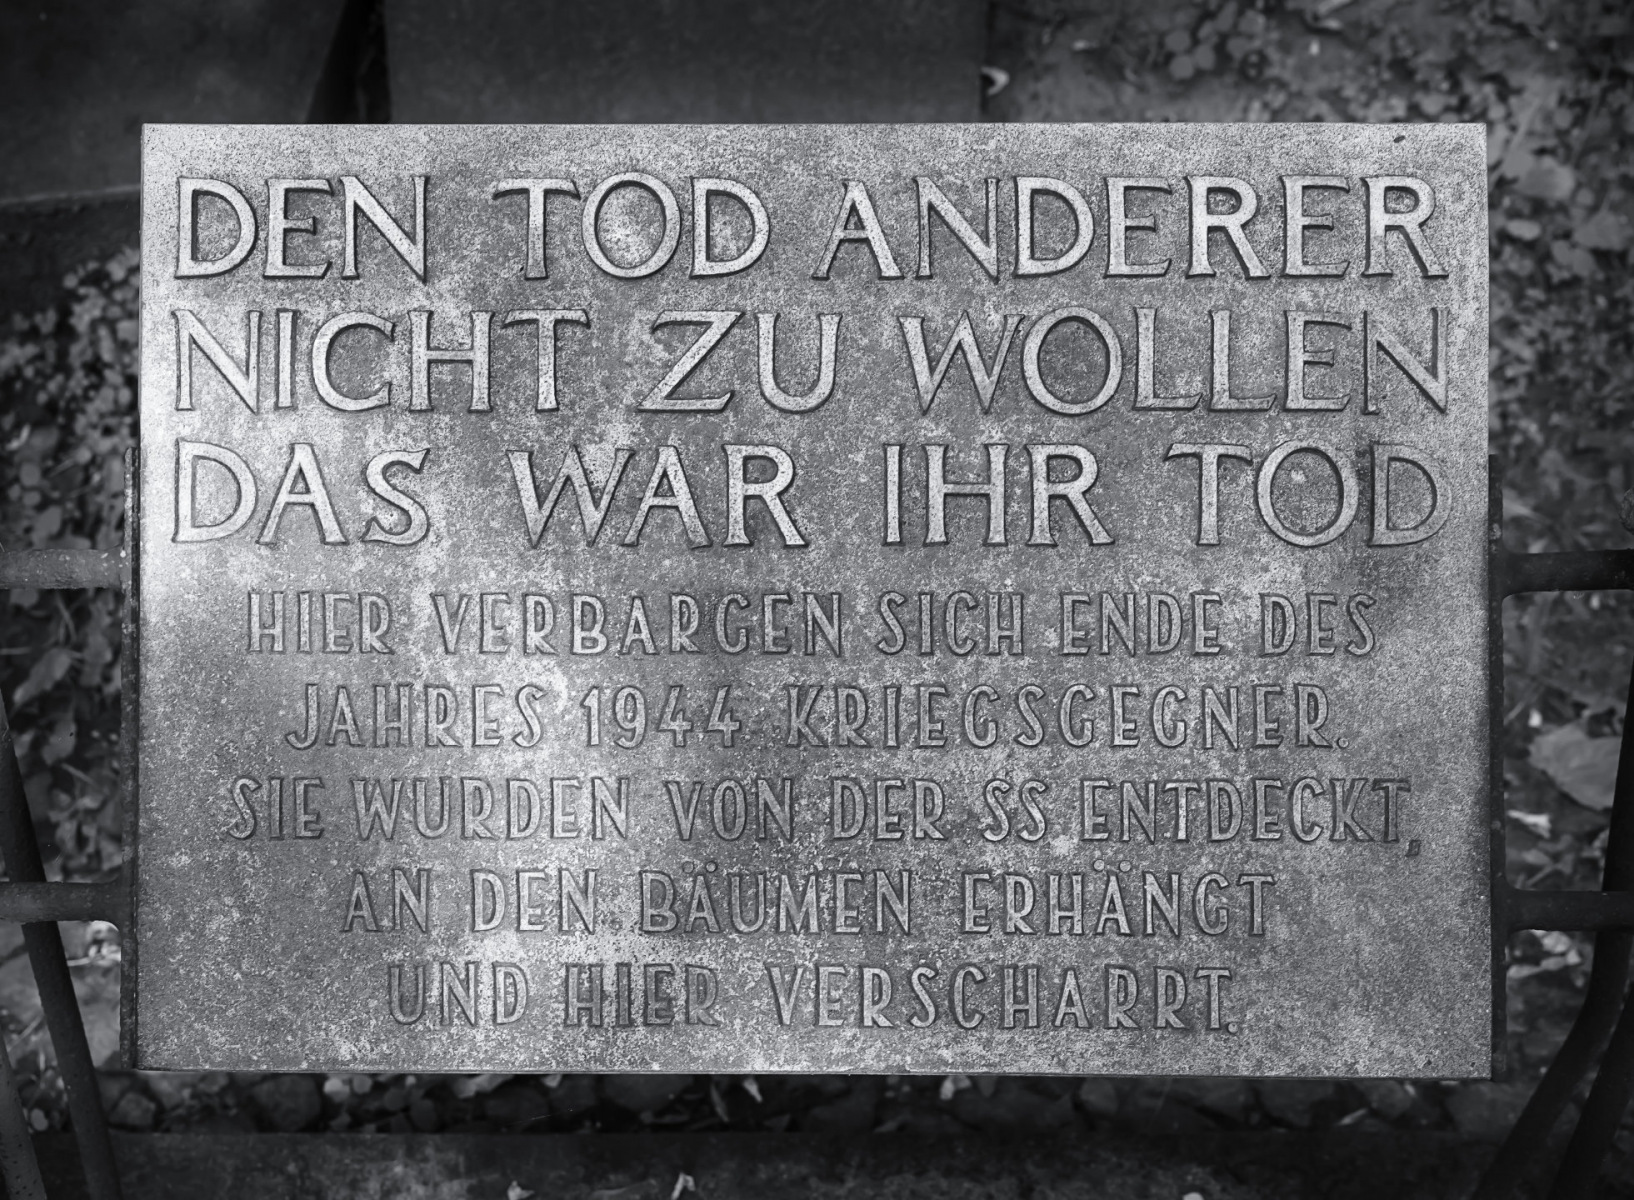 DEN TOD ANDERER
NICHT ZU WOLLEN
DAS WAR IHR TOD
HIER VERBARGEN SICH ENDE DES
JAHRES 1944 KRIEGSGEGNER.
SIE WURDEN VON DER SS ENTDECKT,
AN DEN BÄUMEN ERHÄNGT
UND HIER VERSCHARRT.